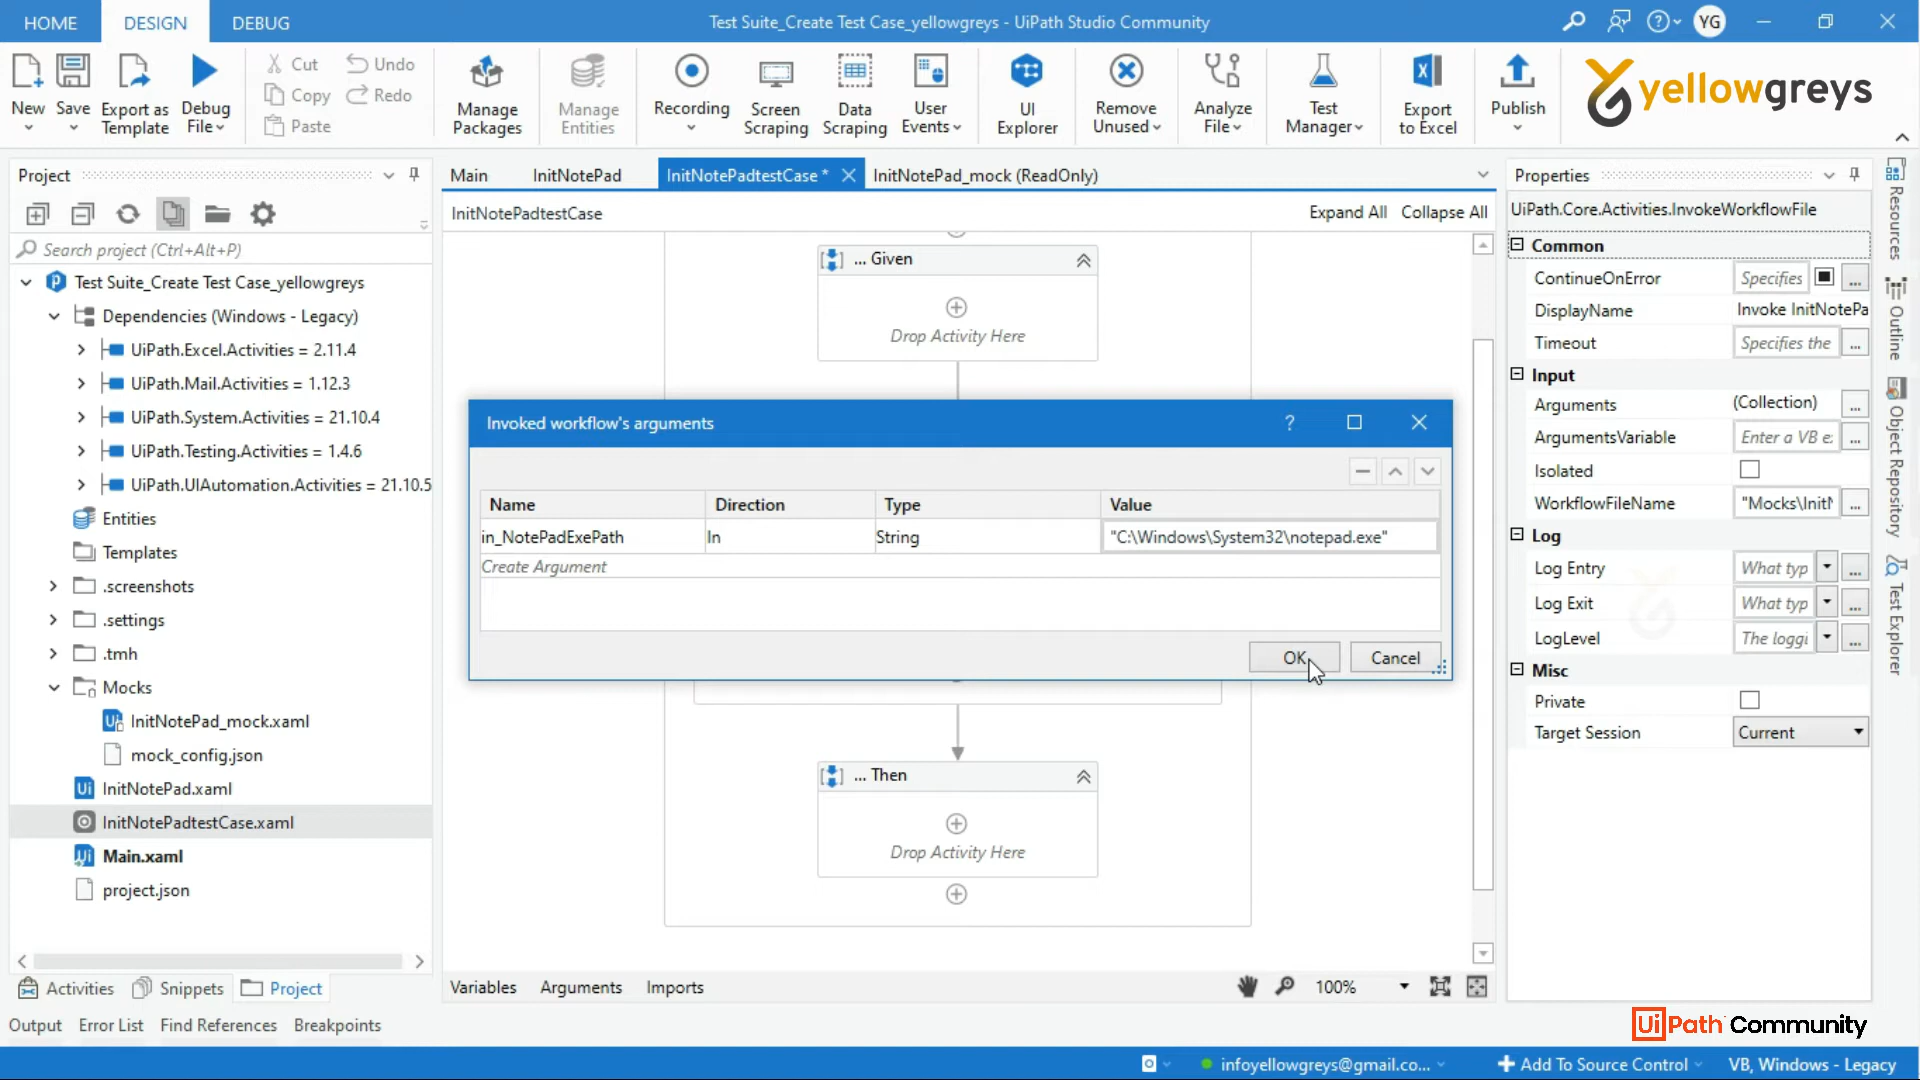 HOME DESIGN DEBUG
Test Suite_Create Test Case_yellowgreys - UiPath Studio Community
YG
New
Save
Export as
Template
Debug
File
Cut
Copy
Paste
Undo
Redo
Manage
Packages
Manage
Entities
Recording
Screen
Scraping
Data
Scraping
User
Events
UI
Explorer
Remove
Unused
Analyze
File
Test
Manager
Export
to Excel
Publish
yellowgreys
Project
Search project (Ctrl+Alt+P)
Test Suite_Create Test Case_yellowgreys
Dependencies (Windows - Legacy)
UiPath.Excel.Activities = 2.11.4
UiPath.Mail.Activities = 1.12.3
UiPath.System.Activities = 21.10.4
UiPath.Testing.Activities = 1.4.6
UiPath.UIAutomation.Activities = 21.10.5
Entities
Templates
.screenshots
.settings
.tmh
Mocks
InitNotePad_mock.xaml
mock_config.json
InitNotePad.xaml
InitNotePadtestCase.xaml
Main.xaml
project.json
Activities Snippets Project
Main InitNotePad InitNotePadtestCase * InitNotePad_mock (ReadOnly)
InitNotePadtestCase Expand All Collapse All
... Given
Drop Activity Here
Invoked workflow's arguments
Name Direction Type Value
in_NotePadExePath In String "C:\Windows\System32\notepad.exe"
Create Argument
OK Cancel
... Then
Drop Activity Here
Variables Arguments Imports 100%
Properties
UiPath.Core.Activities.InvokeWorkflowFile
Common
ContinueOnError Specifies ...
DisplayName Invoke InitNotePa
Timeout Specifies the ...
Input
Arguments (Collection) ...
ArgumentsVariable Enter a VB e: ...
Isolated
WorkflowFileName "Mocks\Init ...
Log
Log Entry What typ ...
Log Exit What typ ...
LogLevel The loggi ...
Misc
Private
Target Session Current
Resources
Outline
Object Repository
Test Explorer
Output Error List Find References Breakpoints
UiPath Community
infoyellowgreys@gmail.co... Add To Source Control VB, Windows - Legacy